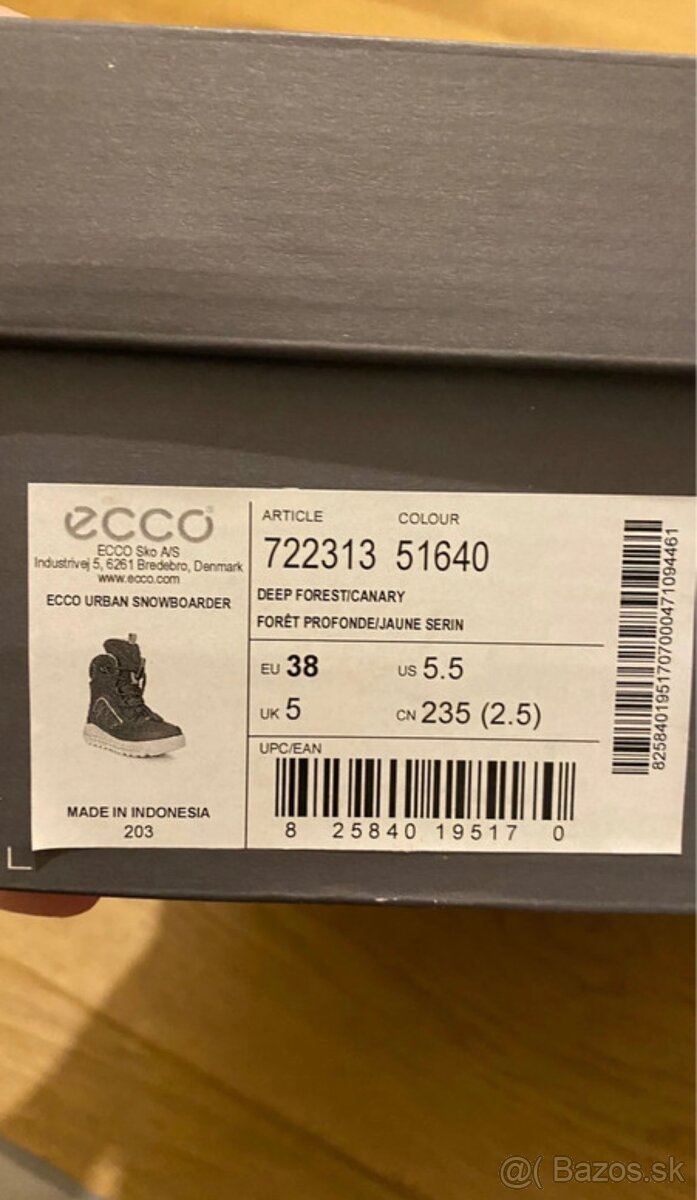 ecco
ECCO Sko A/S
Industrivej 5, 6261 Bredebro, Denmark
www.ecco.com
ECCO URBAN SNOWBOARDER
MADE IN INDONESIA
203
ARTICLE COLOUR
722313 51640
DEEP FOREST/CANARY
FORÊT PROFONDE/JAUNE SERIN
EU 38 US 5.5
UK 5 CN 235 (2.5)
UPC/EAN
8 25840 19517 0
825840195170700047109446​1
@( Bazos.sk